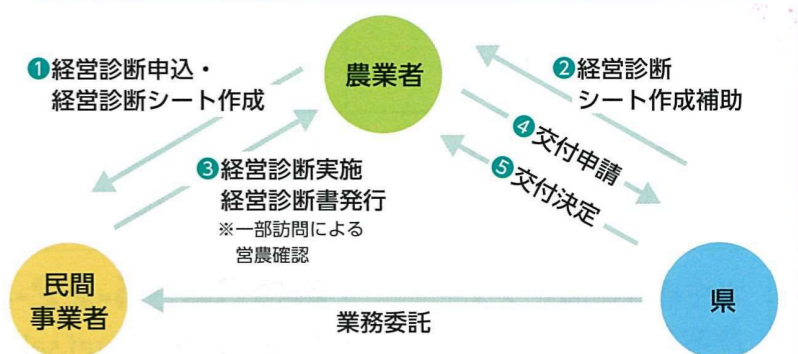 農業者
❶経営診断申込・
経営診断シート作成
❷経営診断
シート作成補助
❸経営診断実施
経営診断書発行
※一部訪問による
営農確認
❹交付申請
❺交付決定
民間
事業者
県
業務委託